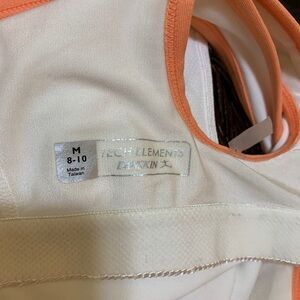 M
8-10
Made in
Taiwan
TECH ELEMENTS
DANSKIN